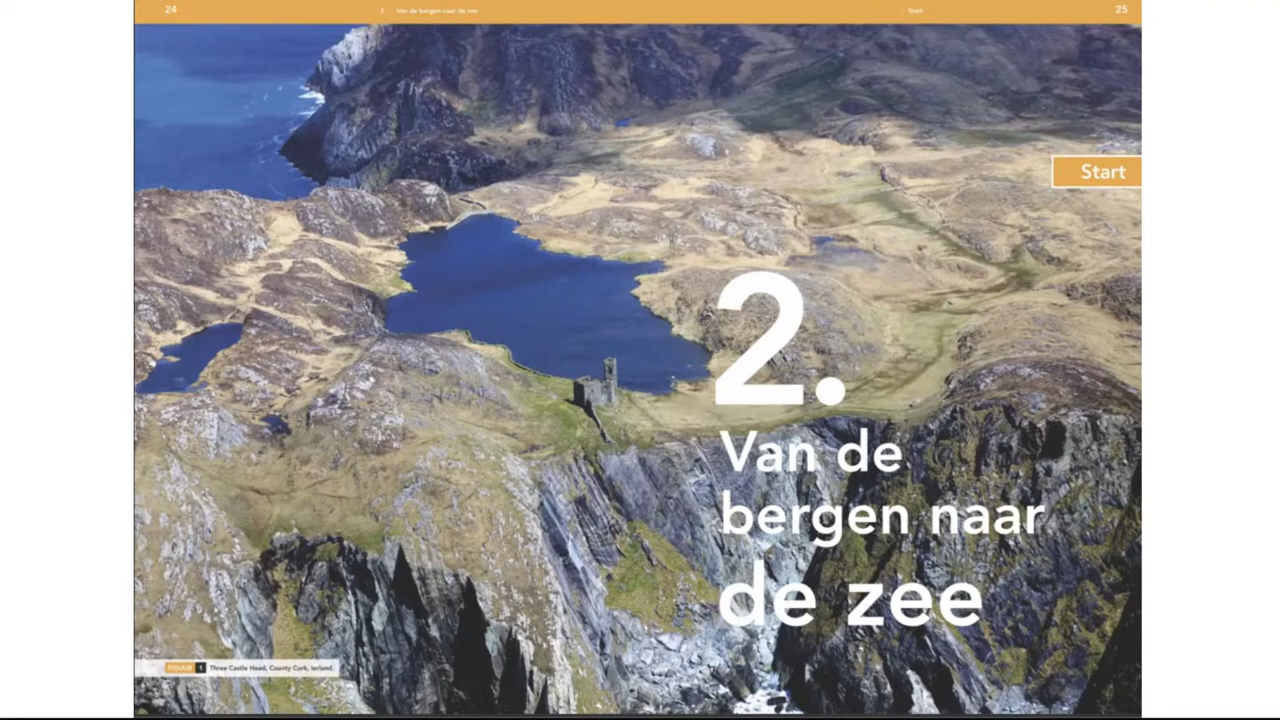 24
2 Van de bergen naar de zee
Start
25
Start
2.
Van de
bergen naar
de zee
FIGUUR 1 Three Castle Head, County Cork, Ierland.